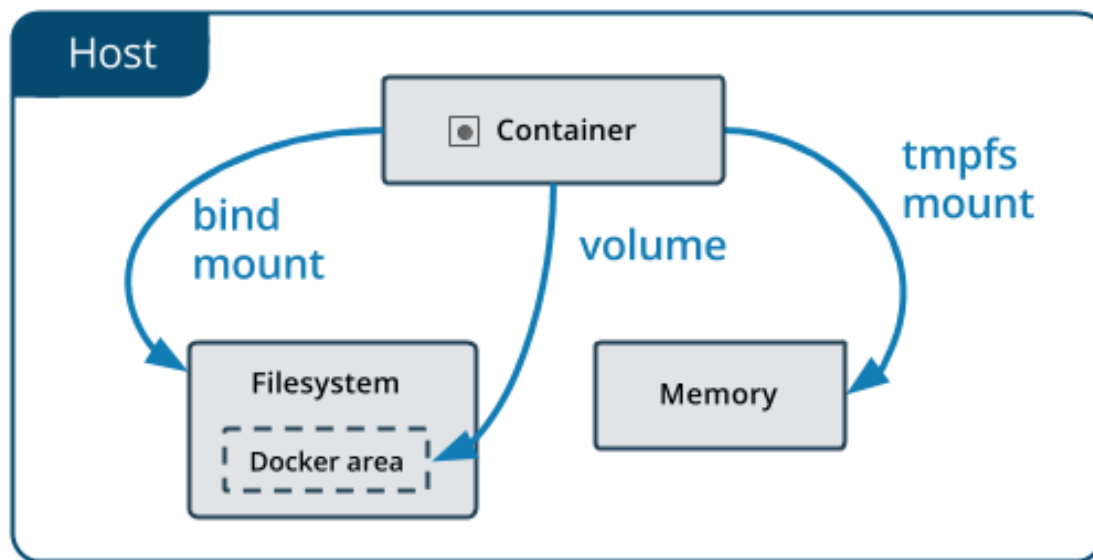 Host
Container
bind
mount
volume
tmpfs
mount
Filesystem
Docker area
Memory